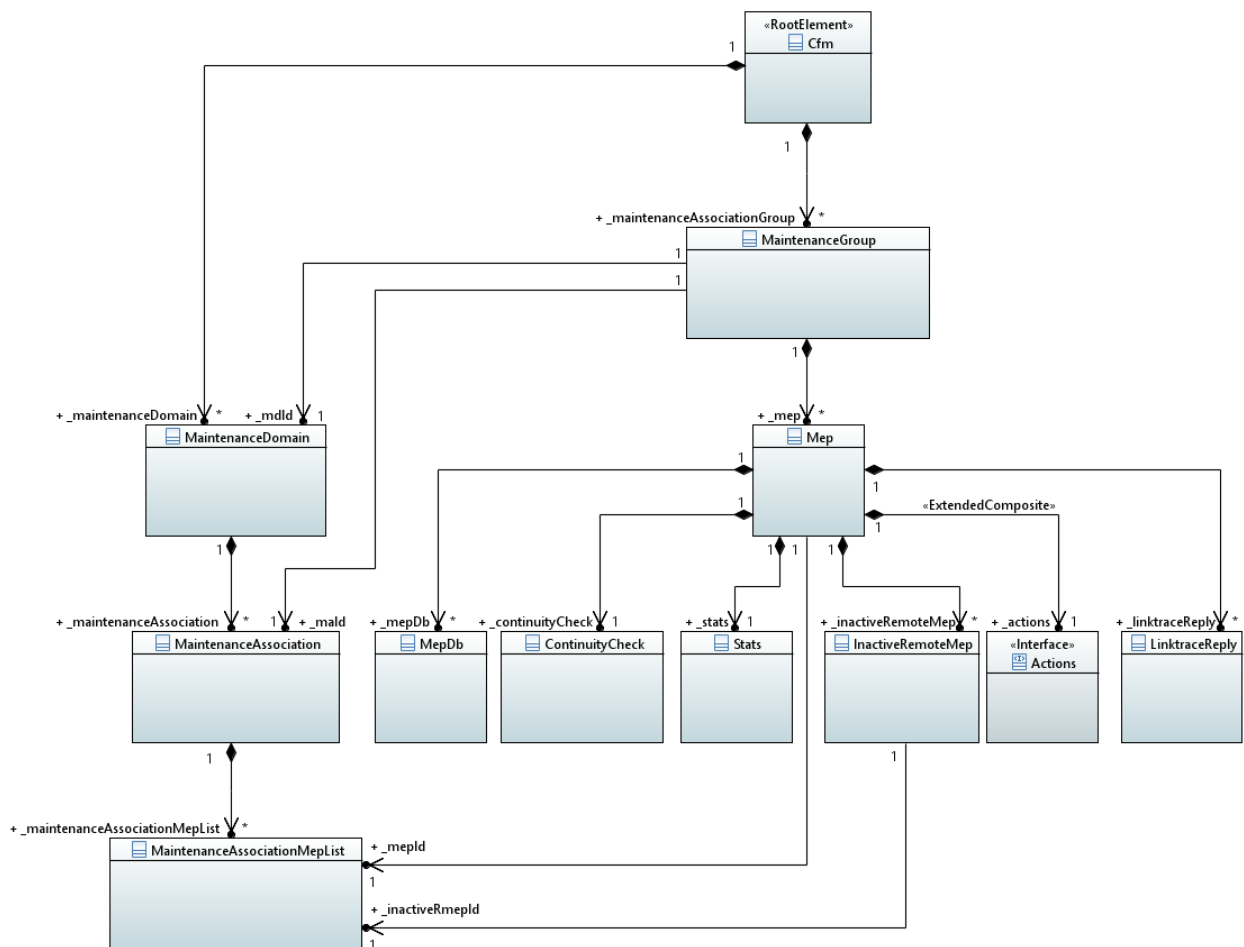 «RootElement»
Cfm
1
1
+ _maintenanceAssociationGroup
*
MaintenanceGroup
1
1
1
+ _maintenanceDomain
*
+ _mdId
1
MaintenanceDomain
+ _mep
*
Mep
1
1
1
«ExtendedComposite»
1
1
1
1
1
+ _maintenanceAssociation
*
1
+ _maId
MaintenanceAssociation
+ _mepDb
*
MepDb
+ _continuityCheck
1
ContinuityCheck
+ _stats
1
Stats
+ _inactiveRemoteMep
*
InactiveRemoteMep
+ _actions
1
«Interface»
Actions
+ _linktraceReply
*
LinktraceReply
1
1
+ _maintenanceAssociationMepList
*
MaintenanceAssociationMepList
+ _mepId
1
+ _inactiveRmepId
1